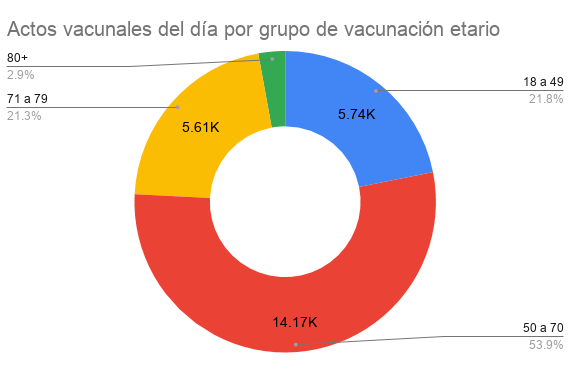 Actos vacunales del día por grupo de vacunación etario
80+
2.9%
71 a 79
21.3%
18 a 49
21.8%
5.74K
5.61K
14.17K
50 a 70
53.9%